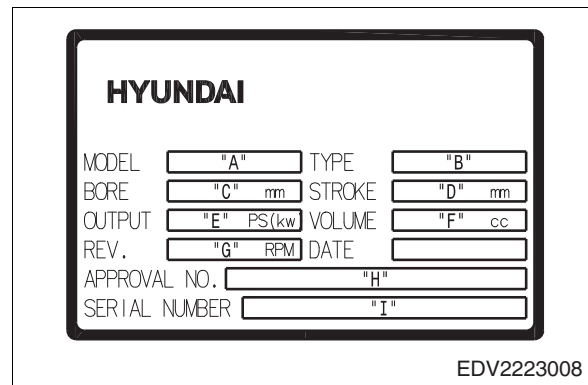 HYUNDAI
MODEL "A" TYPE "B"
BORE "C" mm STROKE "D" mm
OUTPUT "E" PS(kw) VOLUME "F" cc
REV. "G" RPM DATE
APPROVAL NO. "H"
SERIAL NUMBER "I"
EDV2223008